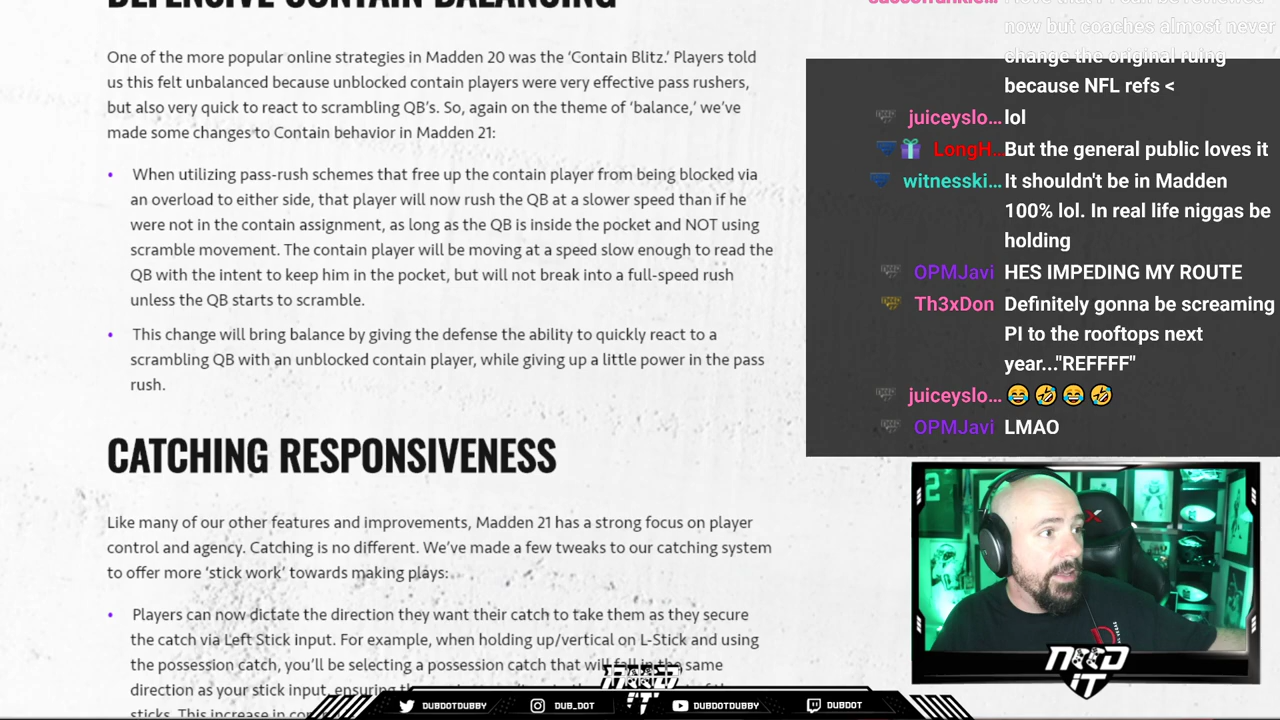 DEFENSIVE CONTAIN BALANCING
One of the more popular online strategies in Madden 20 was the ‘Contain Blitz.’ Players told
us this felt unbalanced because unblocked contain players were very effective pass rushers,
but also very quick to react to scrambling QB’s. So, again on the theme of ‘balance,’ we’ve
made some changes to Contain behavior in Madden 21:
• When utilizing pass-rush schemes that free up the contain player from being blocked via
an overload to either side, that player will now rush the QB at a slower speed than if he
were not in the contain assignment, as long as the QB is inside the pocket and NOT using
scramble movement. The contain player will be moving at a speed slow enough to read the
QB with the intent to keep him in the pocket, but will not break into a full-speed rush
unless the QB starts to scramble.
• This change will bring balance by giving the defense the ability to quickly react to a
scrambling QB with an unblocked contain player, while giving up a little power in the pass
rush.
CATCHING RESPONSIVENESS
Like many of our other features and improvements, Madden 21 has a strong focus on player
control and agency. Catching is no different. We’ve made a few tweaks to our catching system
to offer more ‘stick work’ towards making plays:
• Players can now dictate the direction they want their catch to take them as they secure
the catch via Left Stick input. For example, when holding up/vertical on L-Stick and using
the possession catch, you’ll be selecting a possession catch that will fall in the same
direction as your stick input, ensuring
sticks. This increase in
now but coaches almost never
change the original ruing
because NFL refs <
juiceyslo... lol
LongH... But the general public loves it
witnesski... It shouldn't be in Madden
100% lol. In real life niggas be
holding
OPMJavi HES IMPEDING MY ROUTE
Th3xDon Definitely gonna be screaming
PI to the rooftops next
year..."REFFFF"
juiceyslo... 😂🤣😂🤣
OPMJavi LMAO
NEED
IT
DUBDOTDUBBY
DUB_DOT
DUBDOTDUBBY
DUBDOT